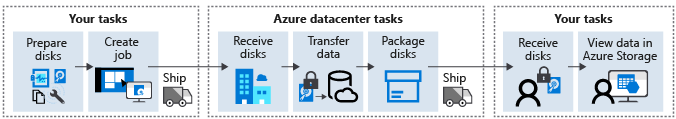 Your tasks
Prepare
disks
Create
job
Ship
Azure datacenter tasks
Receive
disks
Transfer
data
Package
disks
Ship
Your tasks
Receive
disks
View data in
Azure Storage